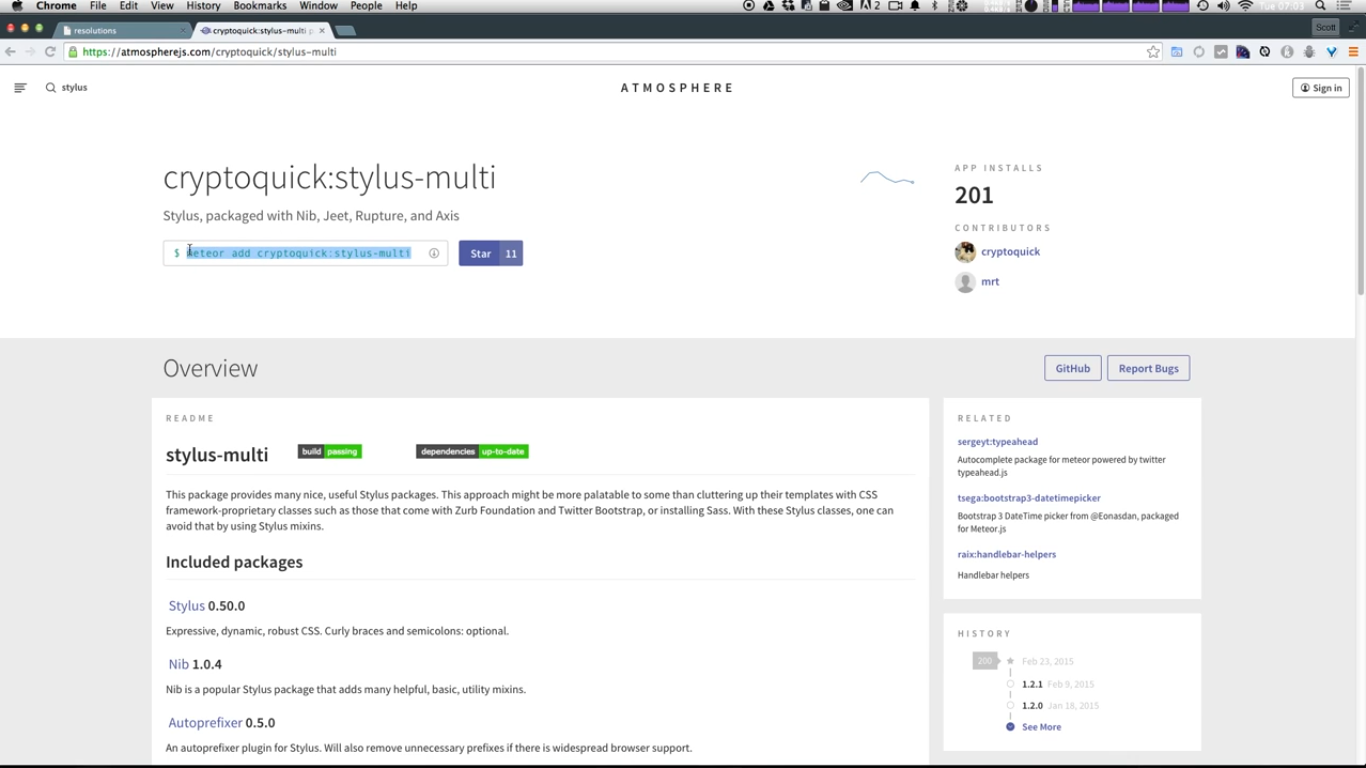 Chrome File Edit View History Bookmarks Window People Help
resolutions
cryptoquick:stylus-multi p
Scott
https://atmospherejs.com/cryptoquick/stylus-multi
stylus
ATMOSPHERE
Sign in
cryptoquick:stylus-multi
Stylus, packaged with Nib, Jeet, Rupture, and Axis
$ meteor add cryptoquick:stylus-multi
Star 11
APP INSTALLS
201
CONTRIBUTORS
cryptoquick
mrt
Overview
GitHub
Report Bugs
README
stylus-multi
build passing
dependencies up-to-date
This package provides many nice, useful Stylus packages. This approach might be more palatable to some than cluttering up their templates with CSS
framework-proprietary classes such as those that come with Zurb Foundation and Twitter Bootstrap, or installing Sass. With these Stylus classes, one can
avoid that by using Stylus mixins.
Included packages
Stylus 0.50.0
Expressive, dynamic, robust CSS. Curly braces and semicolons: optional.
Nib 1.0.4
Nib is a popular Stylus package that adds many helpful, basic, utility mixins.
Autoprefixer 0.5.0
An autoprefixer plugin for Stylus. Will also remove unnecessary prefixes if there is widespread browser support.
RELATED
sergeyt:typeahead
Autocomplete package for meteor powered by twitter
typeahead.js
tsega:bootstrap3-datetimepicker
Bootstrap 3 DateTime picker from @Eonasdan, packaged
for Meteor.js
raix:handlebar-helpers
Handlebar helpers
HISTORY
200 Feb 23, 2015
1.2.1 Feb 9, 2015
1.2.0 Jan 18, 2015
See More